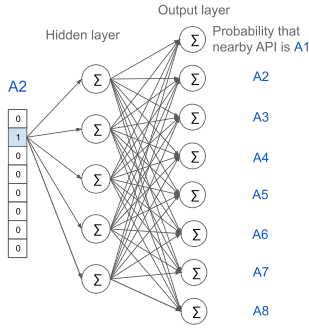 Output layer
Hidden layer
Probability that
nearby API is A1
A2
0
1
0
0
0
0
0
0
Σ
Σ
Σ
Σ
Σ
Σ
Σ
Σ
Σ
Σ
Σ
Σ
Σ
A2
A3
A4
A5
A6
A7
A8